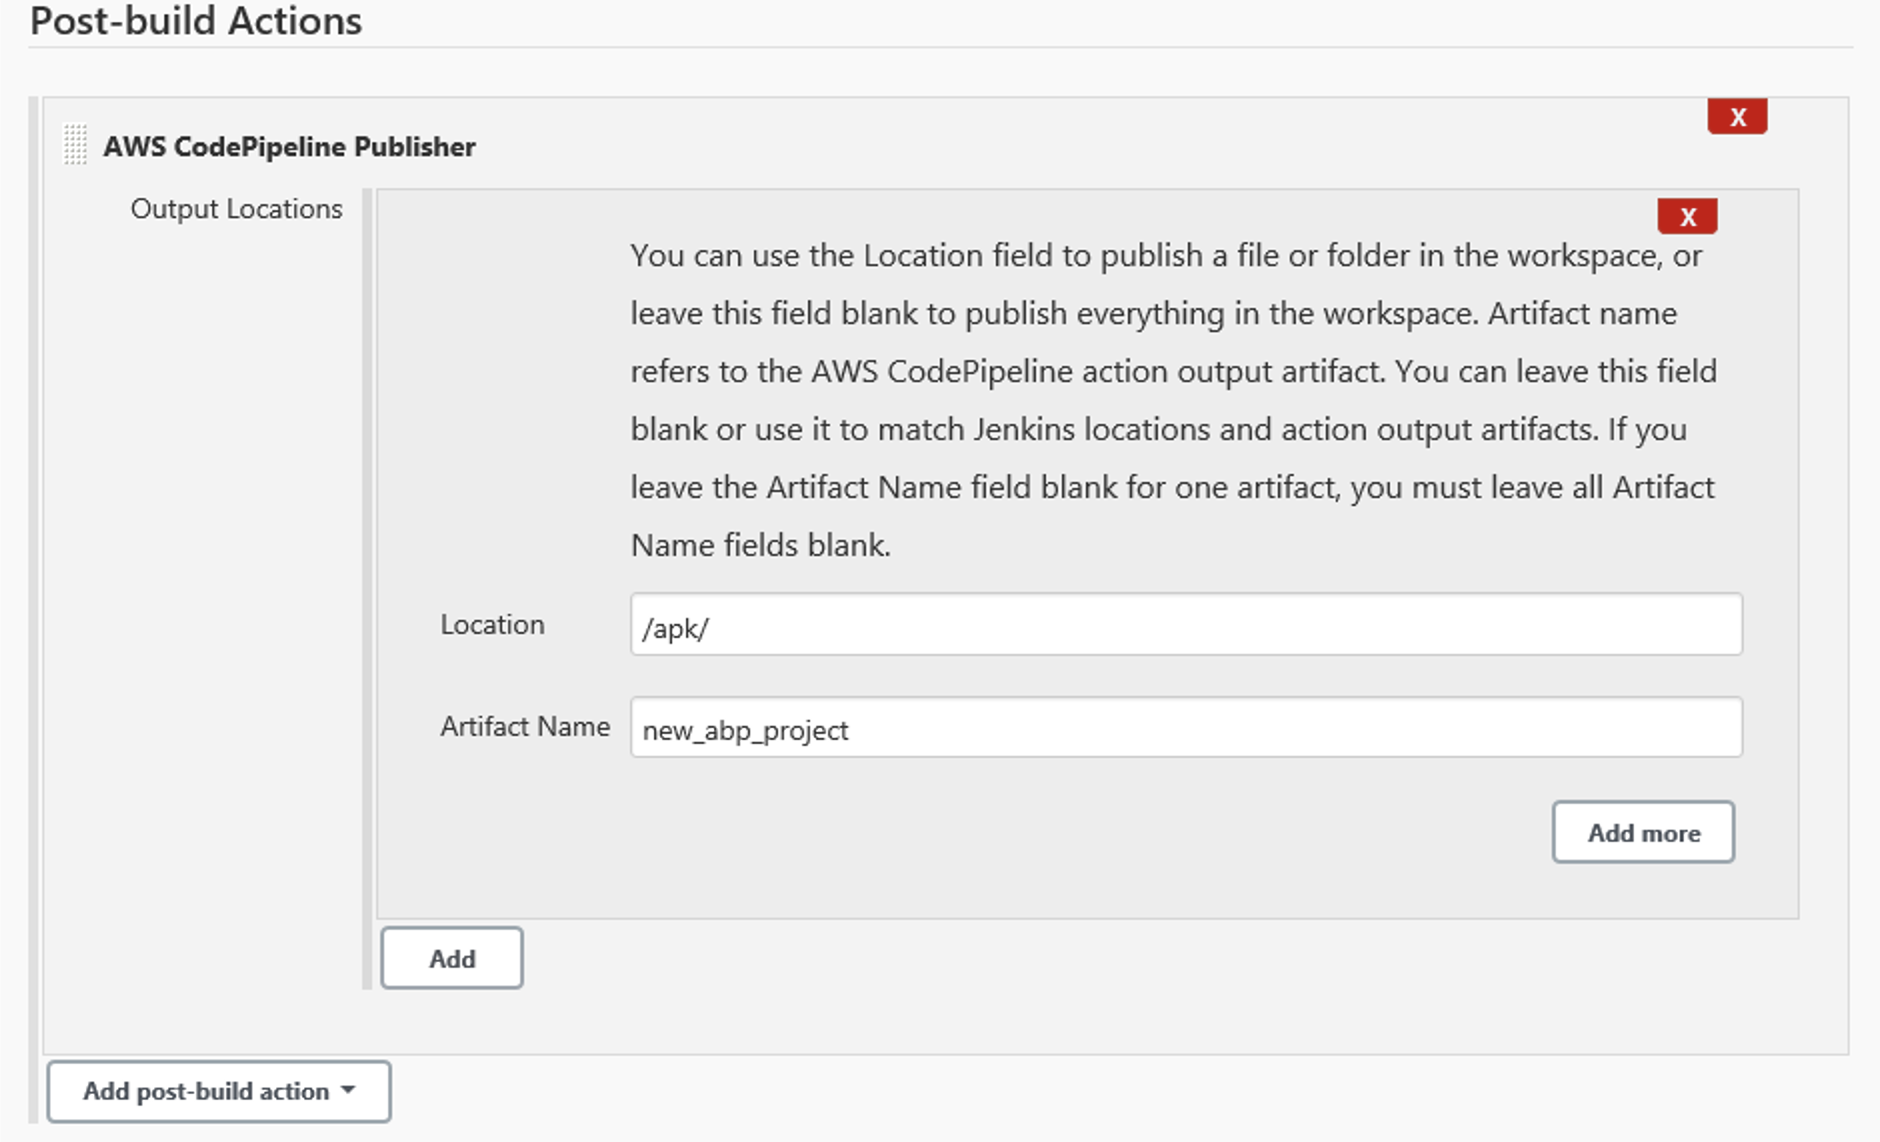 Post-build Actions
X
AWS CodePipeline Publisher
Output Locations
X
You can use the Location field to publish a file or folder in the workspace, or
leave this field blank to publish everything in the workspace. Artifact name
refers to the AWS CodePipeline action output artifact. You can leave this field
blank or use it to match Jenkins locations and action output artifacts. If you
leave the Artifact Name field blank for one artifact, you must leave all Artifact
Name fields blank.
Location
/apk/
Artifact Name
new_abp_project
Add more
Add
Add post-build action